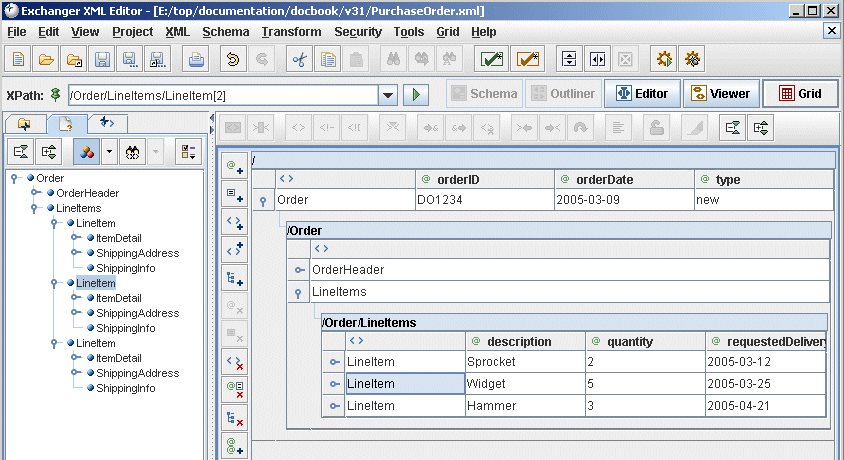 Exchanger XML Editor - [E:/top/documentation/docbook/v31/PurchaseOrder.xml]
File Edit View Project XML Schema Transform Security Tools Grid Help
XPath: /Order/LineItems/LineItem[2] Schema Outliner Editor Viewer Grid
Order
OrderHeader
LineItems
LineItem
ItemDetail
ShippingAddress
ShippingInfo
LineItem
ItemDetail
ShippingAddress
ShippingInfo
LineItem
ItemDetail
ShippingAddress
ShippingInfo
/
<> @ orderID @ orderDate @ type
Order DO1234 2005-03-09 new
/Order
<>
OrderHeader
LineItems
/Order/LineItems
<> @ description @ quantity @ requestedDelivery
LineItem Sprocket 2 2005-03-12
LineItem Widget 5 2005-03-25
LineItem Hammer 3 2005-04-21